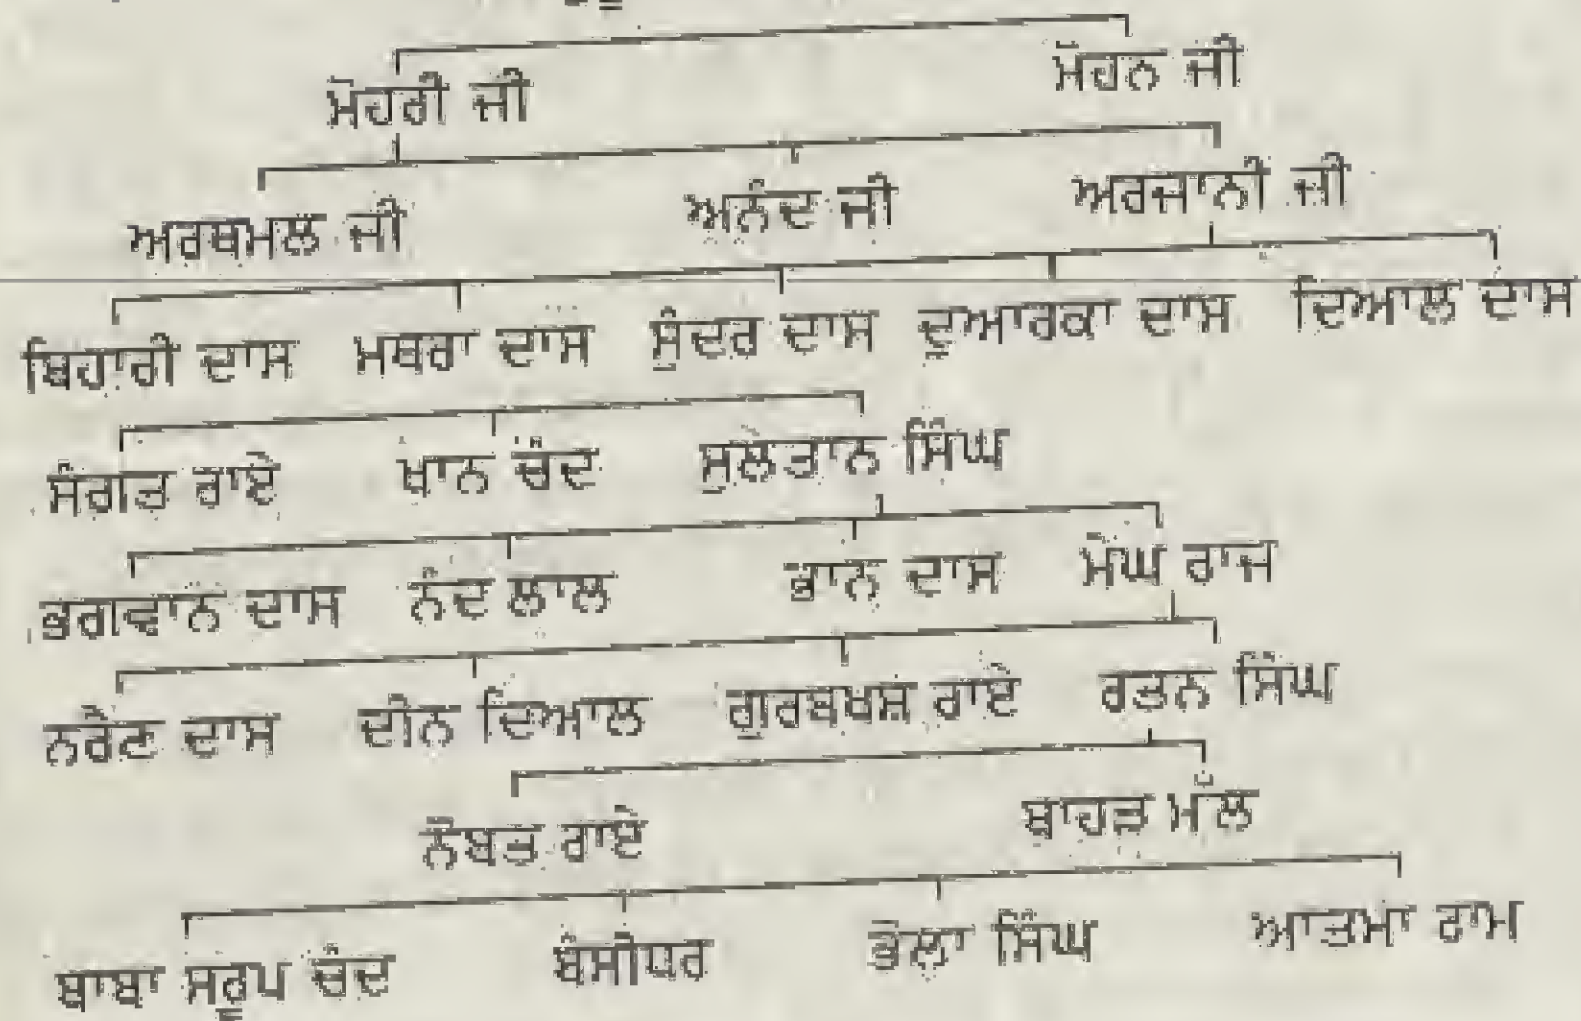 ਮੋਹਰੀ ਜੀ ਮੋਹਨ ਜੀ
ਅਰਥਮਲ ਜੀ ਅਨੰਦ ਜੀ ਅਰਜਾਨੀ ਜੀ
ਬਿਹਾਰੀ ਦਾਸ ਮਥਰਾ ਦਾਸ ਸੁੰਦਰ ਦਾਸ ਦੁਆਰਕਾ ਦਾਸ ਦਿਆਲ ਦਾਸ
ਸੰਗਤ ਰਾਏ ਖਾਨ ਚੰਦ ਸੁਲਤਾਨ ਸਿੰਘ
ਭਗਵਾਨ ਦਾਸ ਨੰਦ ਲਾਲ ਭਾਨ ਦਾਸ ਮੇਘ ਰਾਜ
ਨਰੈਣ ਦਾਸ ਦੀਨ ਦਿਆਲ ਗੁਰਬਖਸ਼ ਰਾਏ ਰਤਨ ਸਿੰਘ
ਨੌਬਤ ਰਾਏ ਬਾਹੜ ਮੱਲ
ਬਾਬਾ ਸਰੂਪ ਚੰਦ ਬੰਸੀਧਰ ਭੋਲਾ ਸਿੰਘ ਆਤਮਾ ਰਾਮ